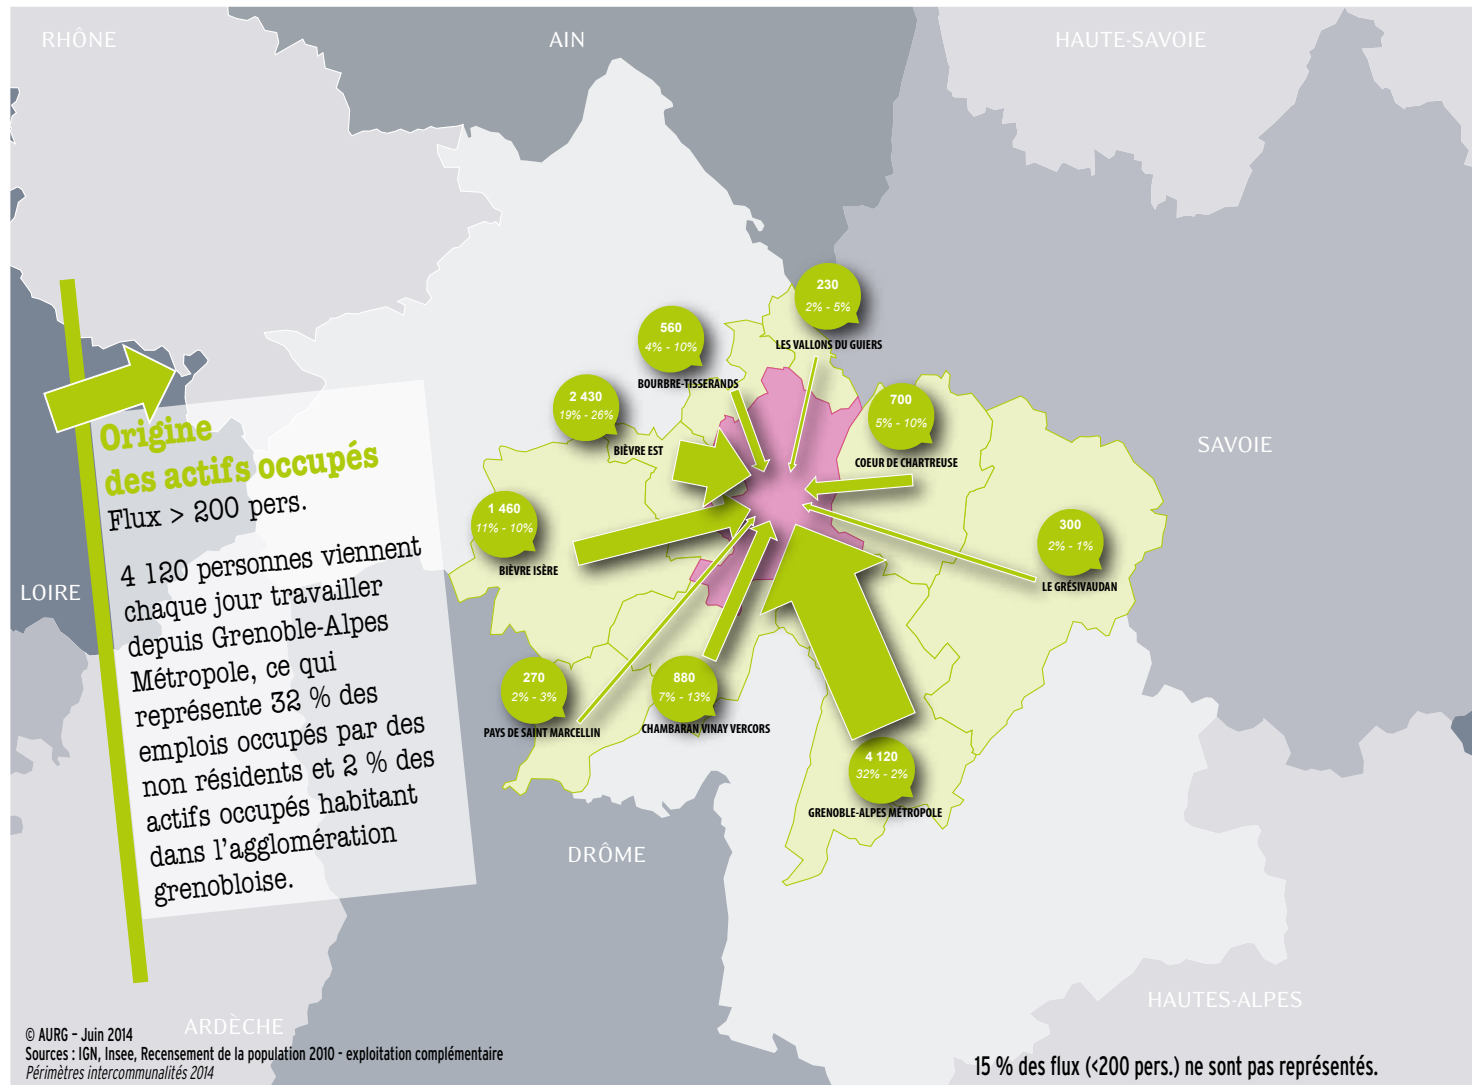 RHÔNE
AIN
HAUTE-SAVOIE
230
2% - 5%
LES VALLONS DU GUIERS
560
4% - 10%
BOURBRE-TISSERANDS
2 430
19% - 26%
BIÈVRE EST
700
5% - 10%
COEUR DE CHARTREUSE
SAVOIE
1 460
11% - 10%
BIÈVRE ISÈRE
300
2% - 1%
LE GRÉSIVAUDAN
LOIRE
Origine
des actifs occupés
Flux > 200 pers.
4 120 personnes viennent
chaque jour travailler
depuis Grenoble-Alpes
Métropole, ce qui
représente 32 % des
emplois occupés par des
non résidents et 2 % des
actifs occupés habitant
dans l'agglomération
grenobloise.
270
2% - 3%
PAYS DE SAINT MARCELLIN
880
7% - 13%
CHAMBARAN VINAY VERCORS
4 120
32% - 2%
GRENOBLE-ALPES MÉTROPOLE
DRÔME
HAUTES-ALPES
ARDÈCHE
© AURG – Juin 2014
Sources : IGN, Insee, Recensement de la population 2010 - exploitation complémentaire
Périmètres intercommunalités 2014
15 % des flux (<200 pers.) ne sont pas représentés.